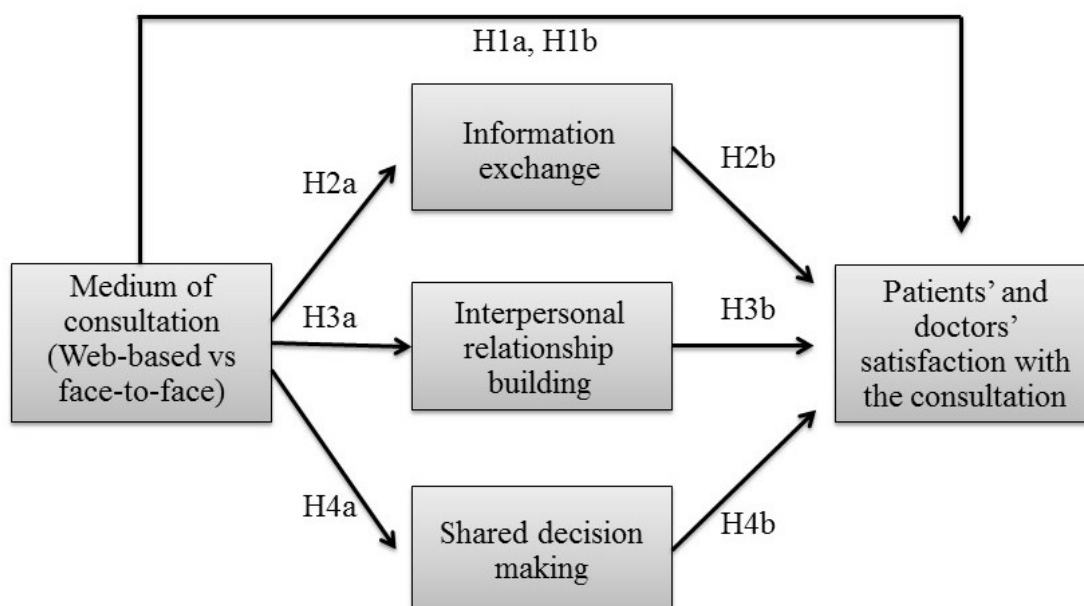 H1a, H1b
Information
exchange
H2a
H2b
Medium of
consultation
(Web-based vs
face-to-face)
H3a
Interpersonal
relationship
building
H3b
Patients’ and
doctors’
satisfaction with
the consultation
H4a
Shared decision
making
H4b